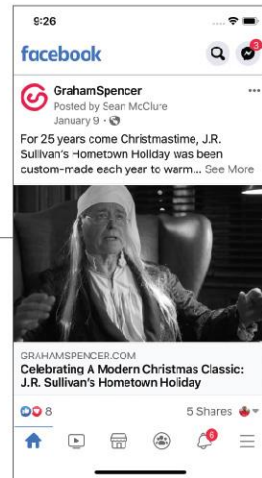 9:26
facebook
3
GrahamSpencer
Posted by Sean McClure
January 9 ·
For 25 years come Christmastime, J.R.
Sullivan's Hometown Holiday was been
custom-made each year to warm... See More
GRAHAMSPENCER.COM
Celebrating A Modern Christmas Classic:
J.R. Sullivan's Hometown Holiday
8
5 Shares
6